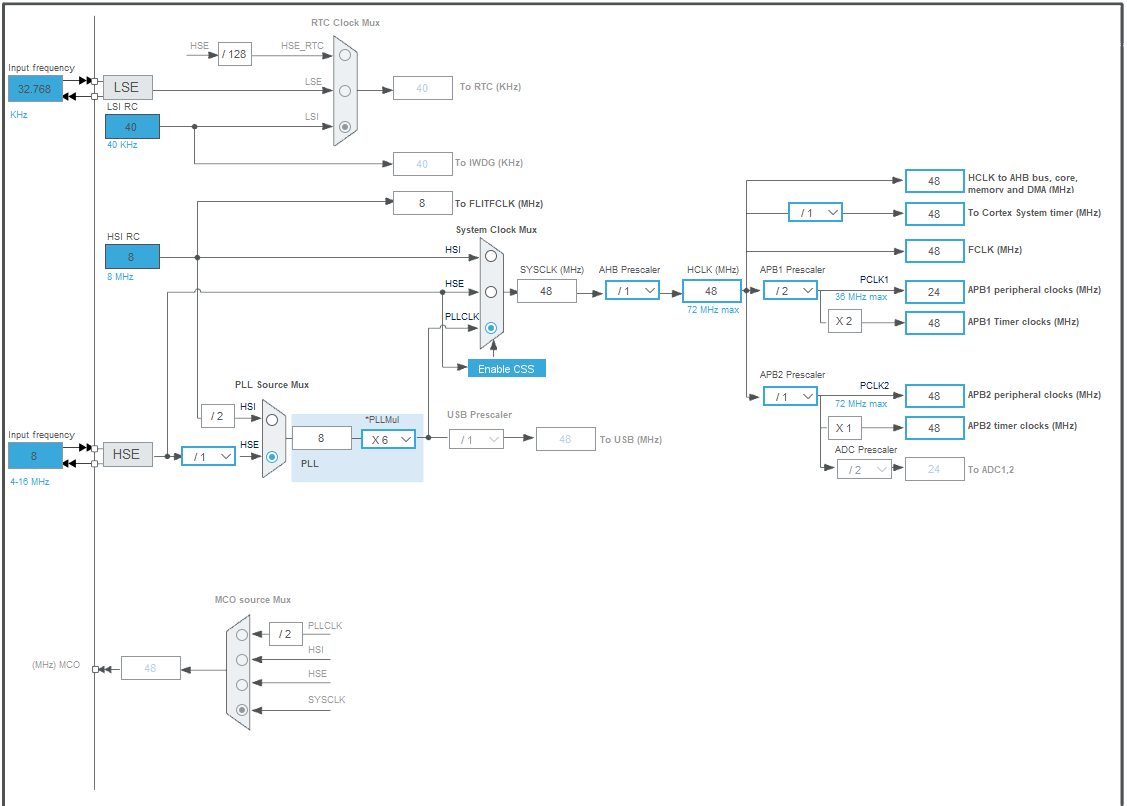 RTC Clock Mux
HSE
/ 128
HSE_RTC
Input frequency
32.768
KHz
LSE
LSE
40
To RTC (KHz)
LSI RC
40
40 KHz
LSI
40
To IWDG (KHz)
8
To FLITFCLK (MHz)
HSI RC
8
8 MHz
System Clock Mux
HSI
HSE
PLLCLK
Enable CSS
SYSCLK (MHz)
48
AHB Prescaler
/ 1
HCLK (MHz)
48
72 MHz max
48
HCLK to AHB bus, core,
memory and DMA (MHz)
/ 1
48
To Cortex System timer (MHz)
48
FCLK (MHz)
APB1 Prescaler
/ 2
PCLK1
36 MHz max
24
APB1 peripheral clocks (MHz)
X 2
48
APB1 Timer clocks (MHz)
APB2 Prescaler
/ 1
PCLK2
72 MHz max
48
APB2 peripheral clocks (MHz)
X 1
48
APB2 timer clocks (MHz)
ADC Prescaler
/ 2
24
To ADC1,2
PLL Source Mux
/ 2
HSI
Input frequency
8
4-16 MHz
HSE
/ 1
HSE
8
*PLLMul
X 6
PLL
USB Prescaler
/ 1
48
To USB (MHz)
MCO source Mux
/ 2
PLLCLK
HSI
HSE
SYSCLK
(MHz) MCO
48